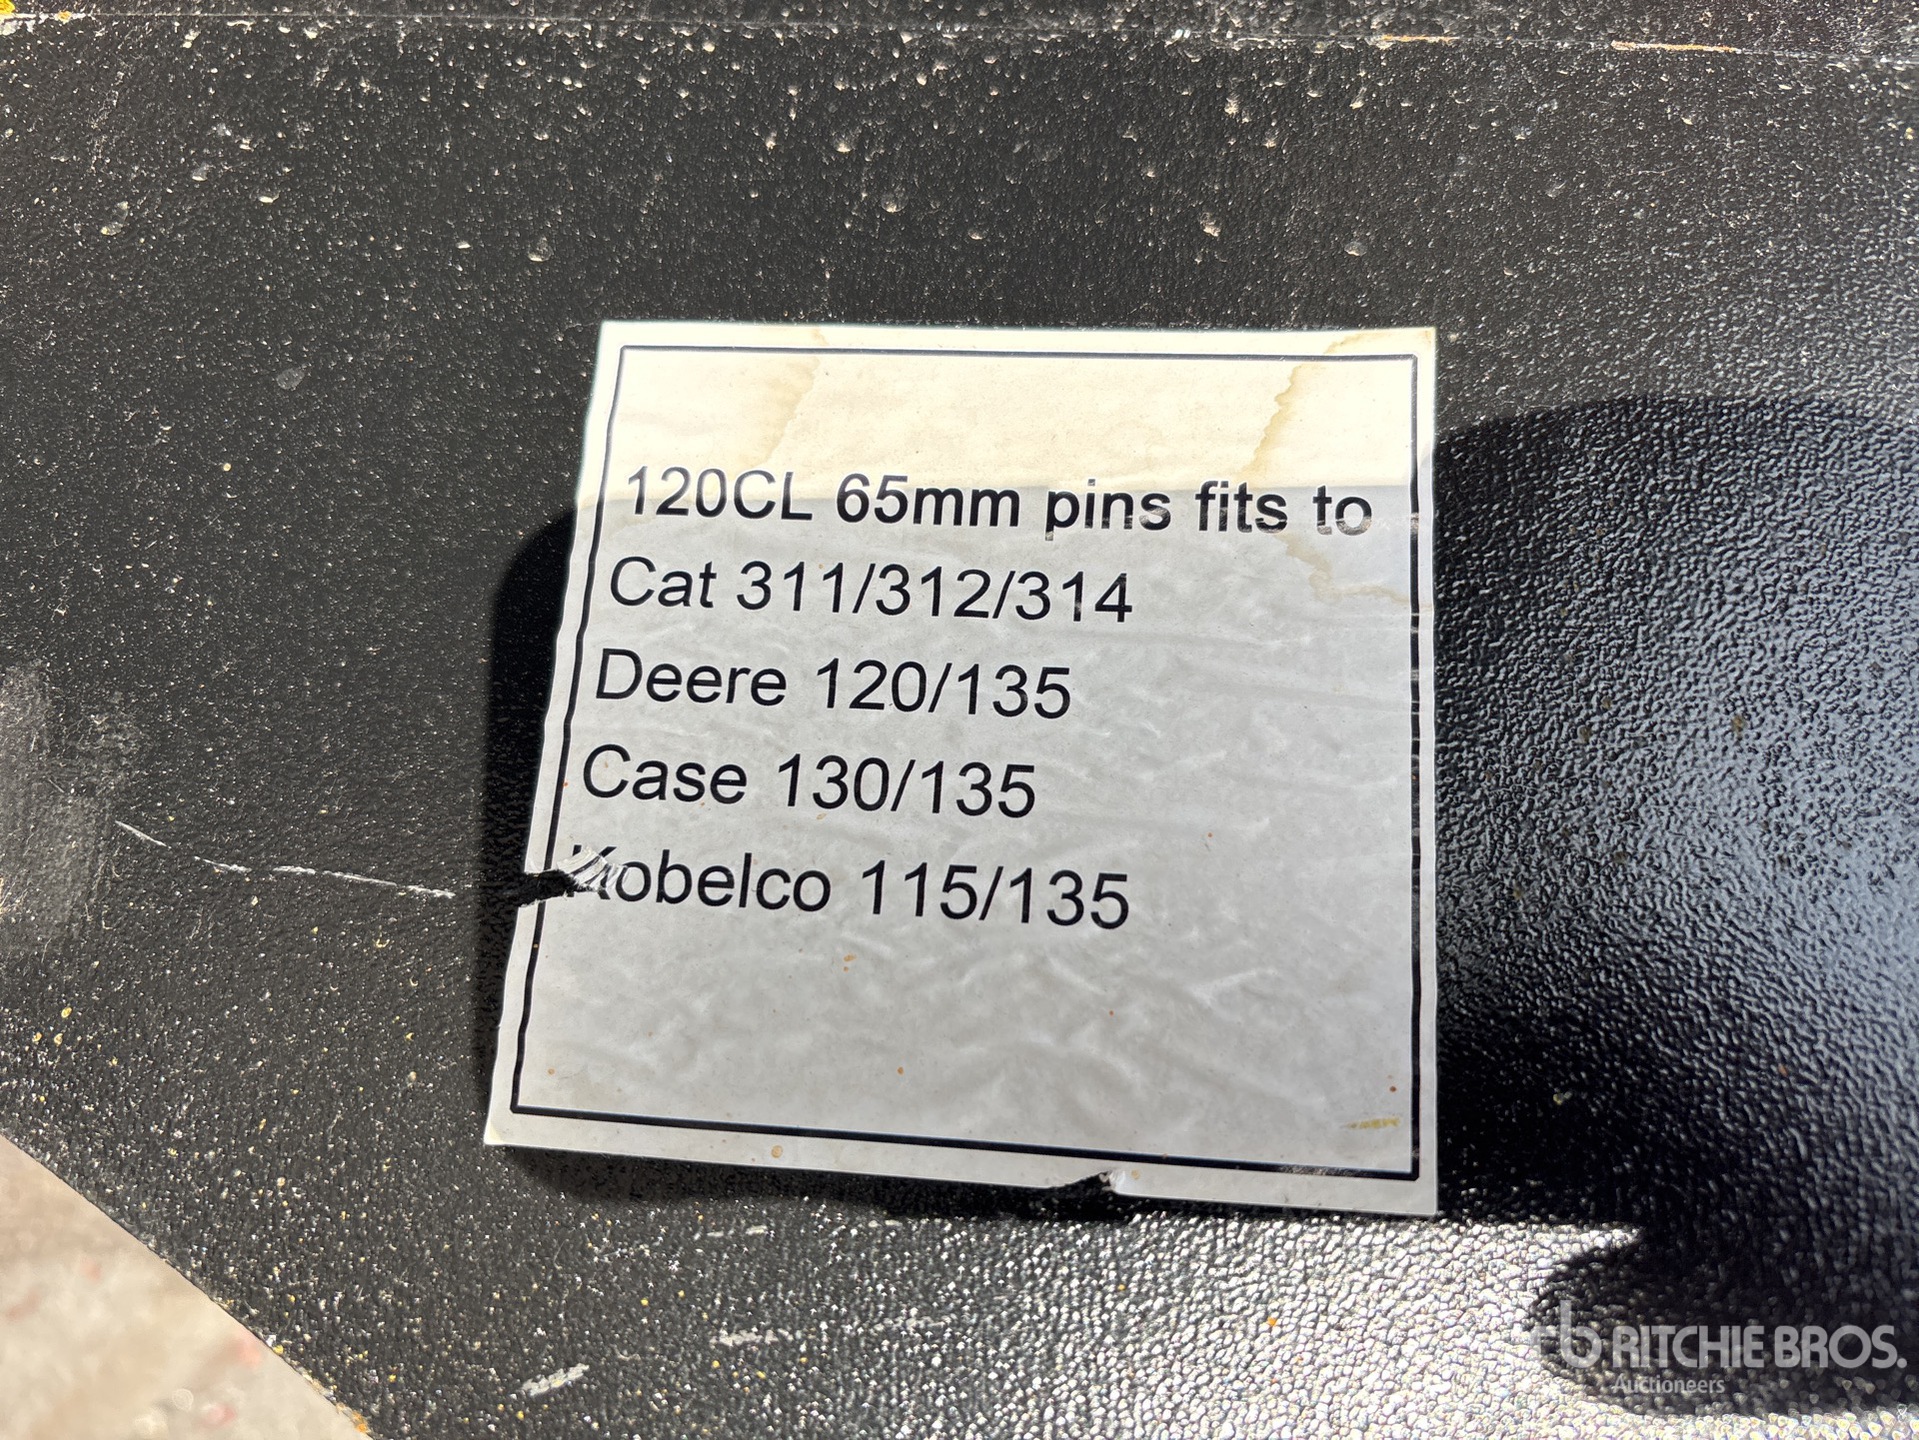 120CL 65mm pins fits to
Cat 311/312/314
Deere 120/135
Case 130/135
Kobelco 115/135
rb RITCHIE BROS.
Auctioneers